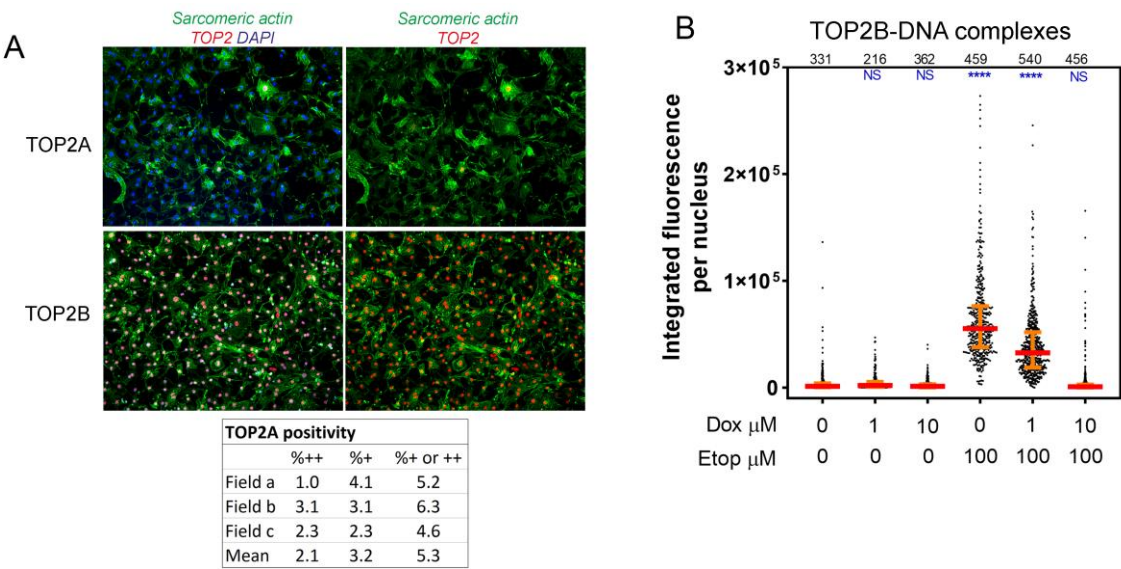 A
Sarcomeric actin
TOP2 DAPI
Sarcomeric actin
TOP2
TOP2A
TOP2B
TOP2A positivity
%++ %+ %+ or ++
Field a 1.0 4.1 5.2
Field b 3.1 3.1 6.3
Field c 2.3 2.3 4.6
Mean 2.1 3.2 5.3
B
TOP2B-DNA complexes
331 216 362 459 540 456
NS NS **** **** NS
Integrated fluorescence
per nucleus
3×10⁵
2×10⁵
1×10⁵
0
Dox μM 0 1 10 0 1 10
Etop μM 0 0 0 100 100 100